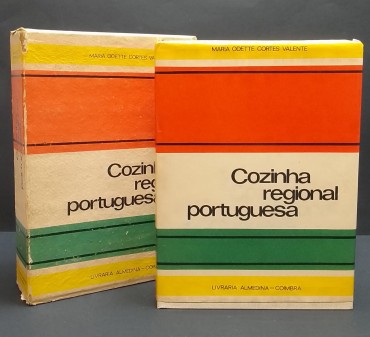 MARIA ODETTE CORTES VALENTE
Cozinha
regional
portuguesa
LIVRARIA ALMEDINA - COIMBRA
MARIA ODETTE CORTES VALENTE
Cozinha
regional
portuguesa
LIVRARIA ALMEDINA - COIMBRA